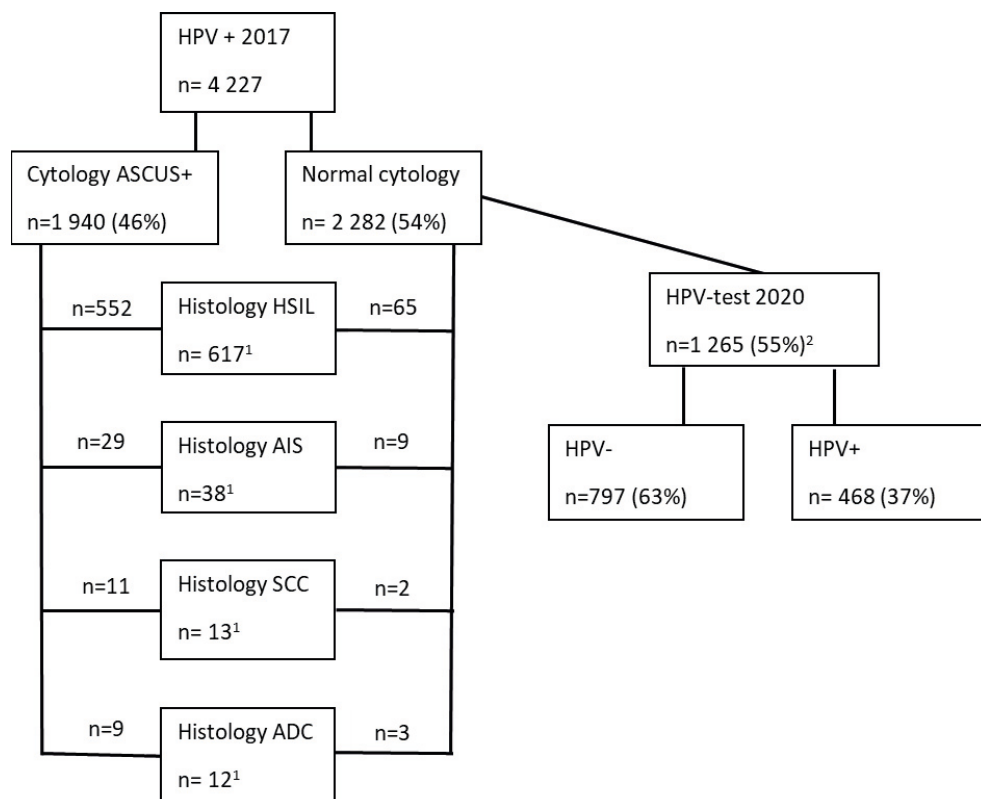 HPV + 2017
n= 4 227
Cytology ASCUS+
n=1 940 (46%)
Normal cytology
n= 2 282 (54%)
n=552
Histology HSIL
n= 617¹
n=65
HPV-test 2020
n=1 265 (55%)²
n=29
Histology AIS
n=38¹
n=9
HPV-
n=797 (63%)
HPV+
n= 468 (37%)
n=11
Histology SCC
n= 13¹
n=2
n=9
Histology ADC
n= 12¹
n=3